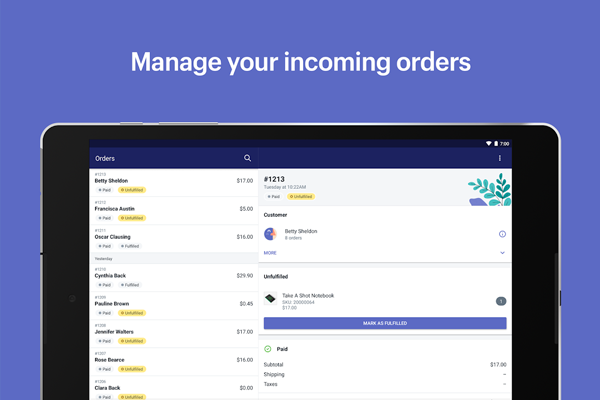 Manage your incoming orders
7:00
Orders
#1213
Betty Sheldon $17.00
Paid Unfulfilled
#1212
Francisca Austin $5.00
Paid Unfulfilled
#1211
Oscar Clausing $16.00
Paid Fulfilled
Yesterday
#1210
Cynthia Back $29.90
Paid Fulfilled
#1209
Pauline Brown $0.45
Paid Unfulfilled
#1208
Jennifer Walters $17.00
Paid Unfulfilled
#1207
Rose Bearce $16.00
Paid Unfulfilled
#1206
Clara Back $0.00
Paid Unfulfilled
#1213
Tuesday at 10:22AM
Paid Unfulfilled
Customer
Betty Sheldon
8 orders
MORE
Unfulfilled
Take A Shot Notebook
SKU: 20000064
$17.00
1
MARK AS FULFILLED
Paid
Subtotal $17.00
Shipping –
Taxes –